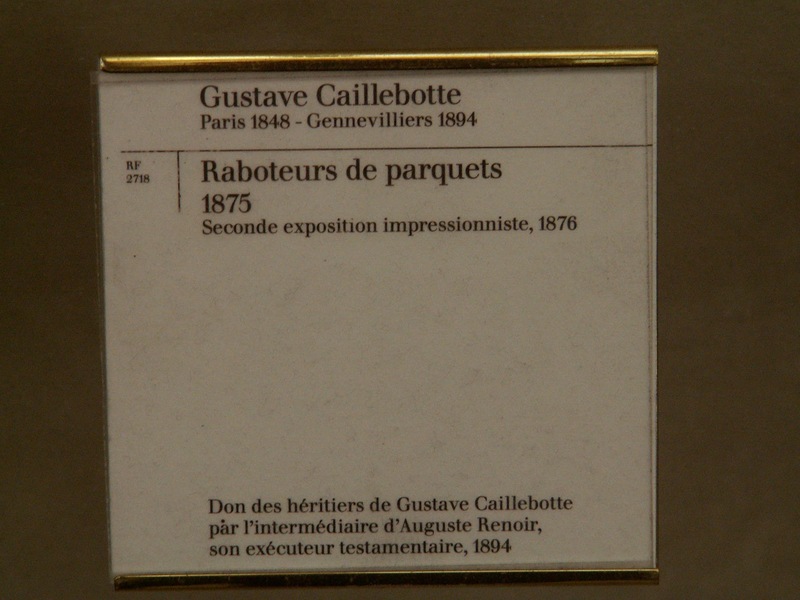 Gustave Caillebotte
Paris 1848 - Gennevilliers 1894
RF
2718
Raboteurs de parquets
1875
Seconde exposition impressionniste, 1876
Don des héritiers de Gustave Caillebotte
par l'intermédiaire d'Auguste Renoir,
son exécuteur testamentaire, 1894